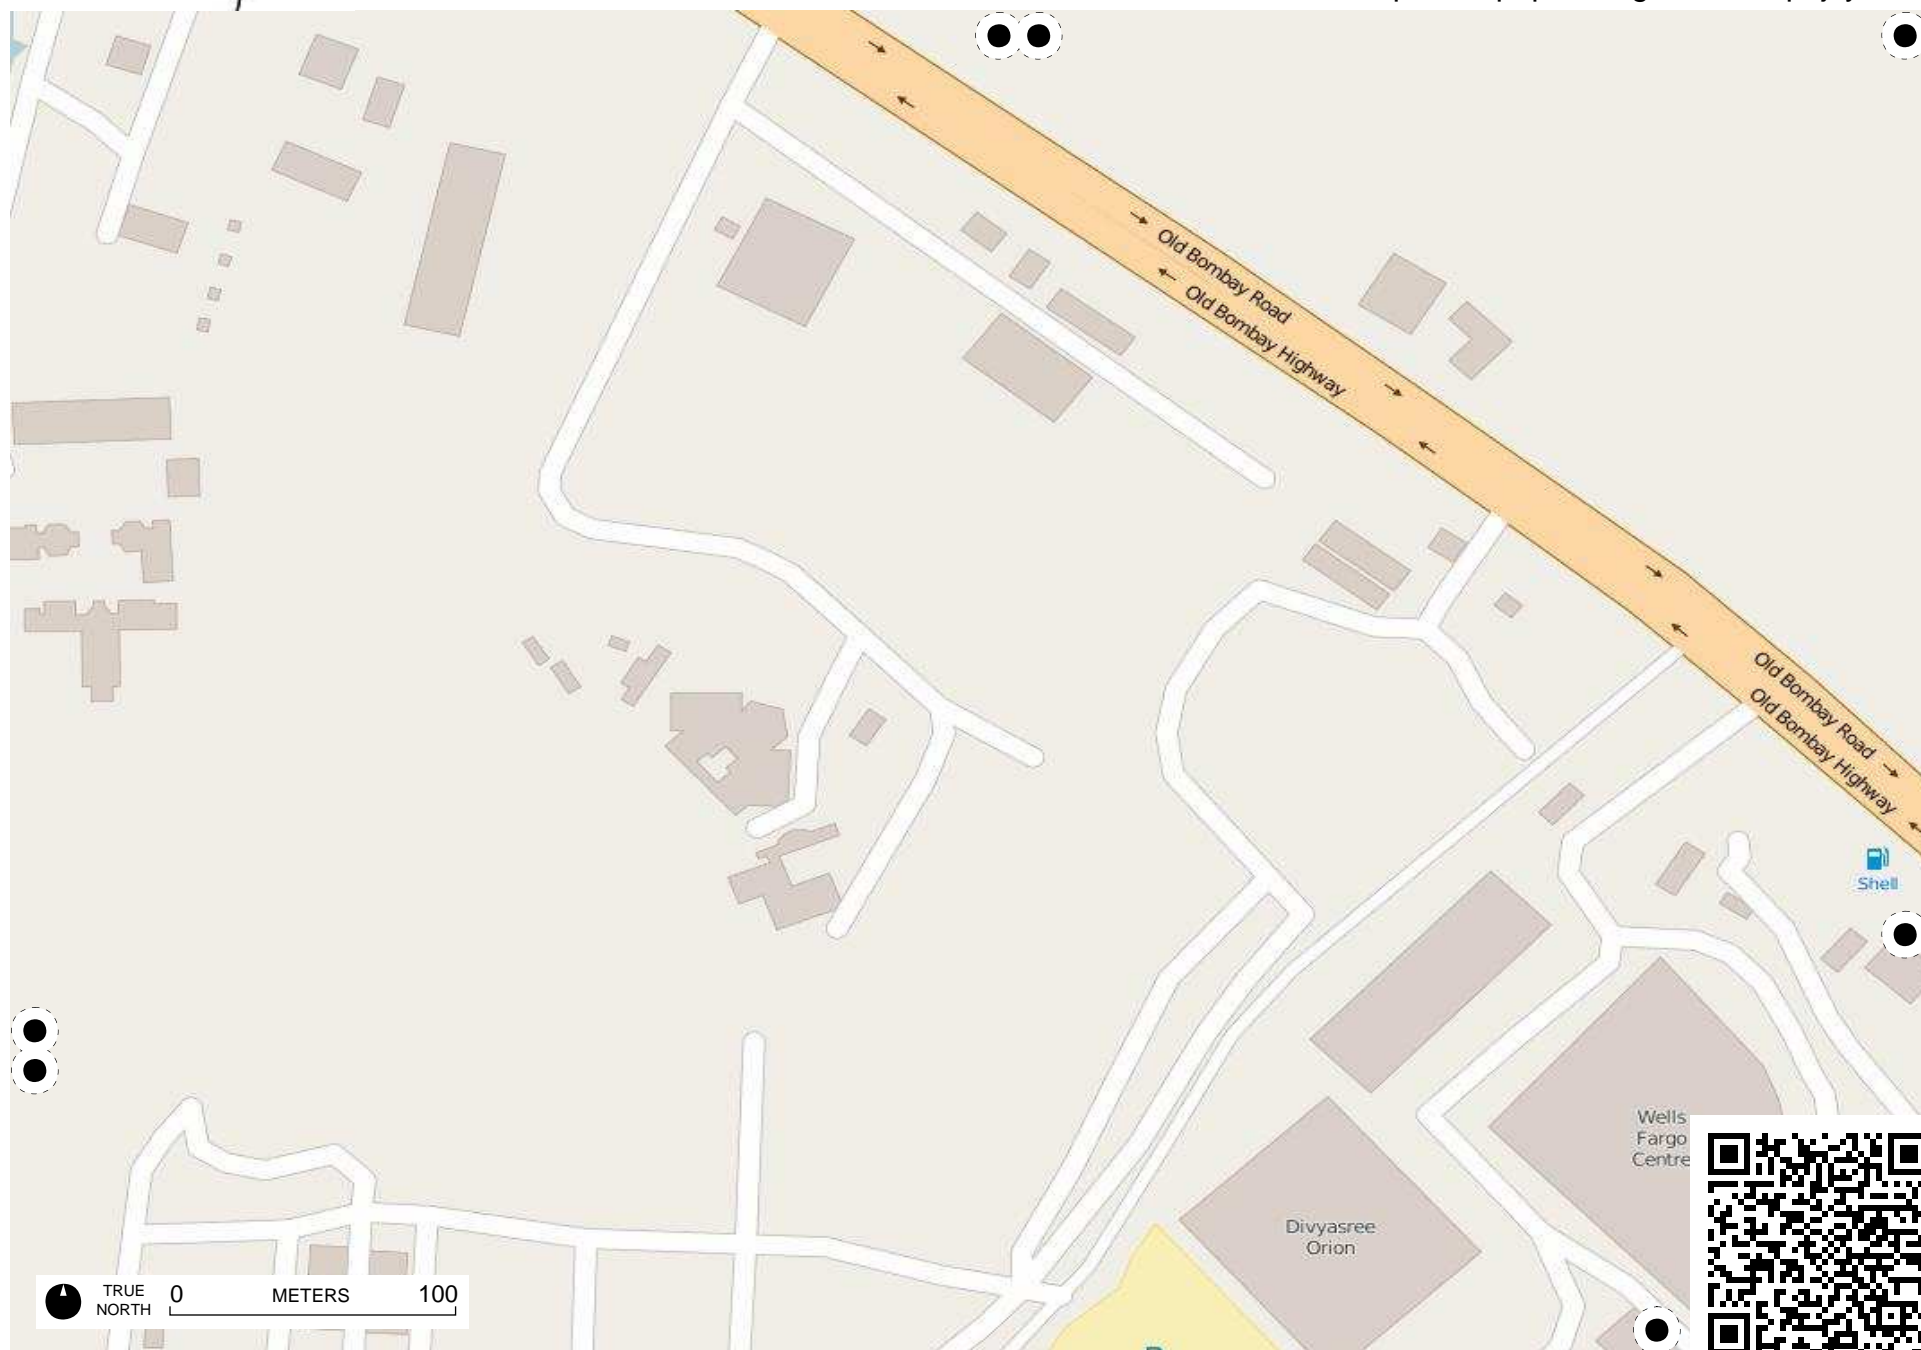 Old Bombay Road
Old Bombay Highway
Old Bombay Road
Old Bombay Highway
Shell
Wells
Fargo
Centre
Divyasree
Orion
TRUE
NORTH
0 METERS 100